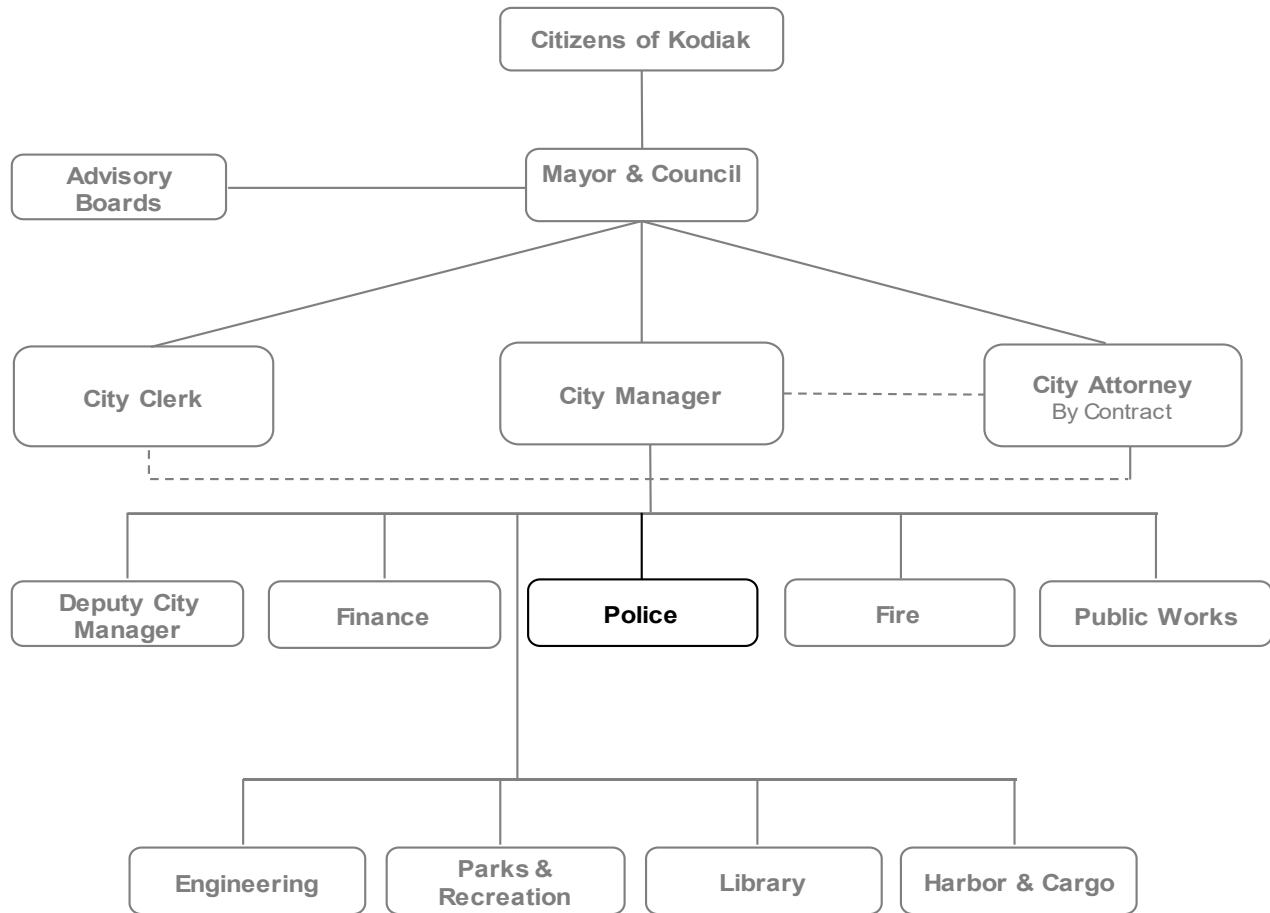 Citizens of Kodiak
Advisory
Boards
Mayor & Council
City Clerk
City Manager
City Attorney
By Contract
Deputy City
Manager
Finance
Police
Fire
Public Works
Engineering
Parks &
Recreation
Library
Harbor & Cargo